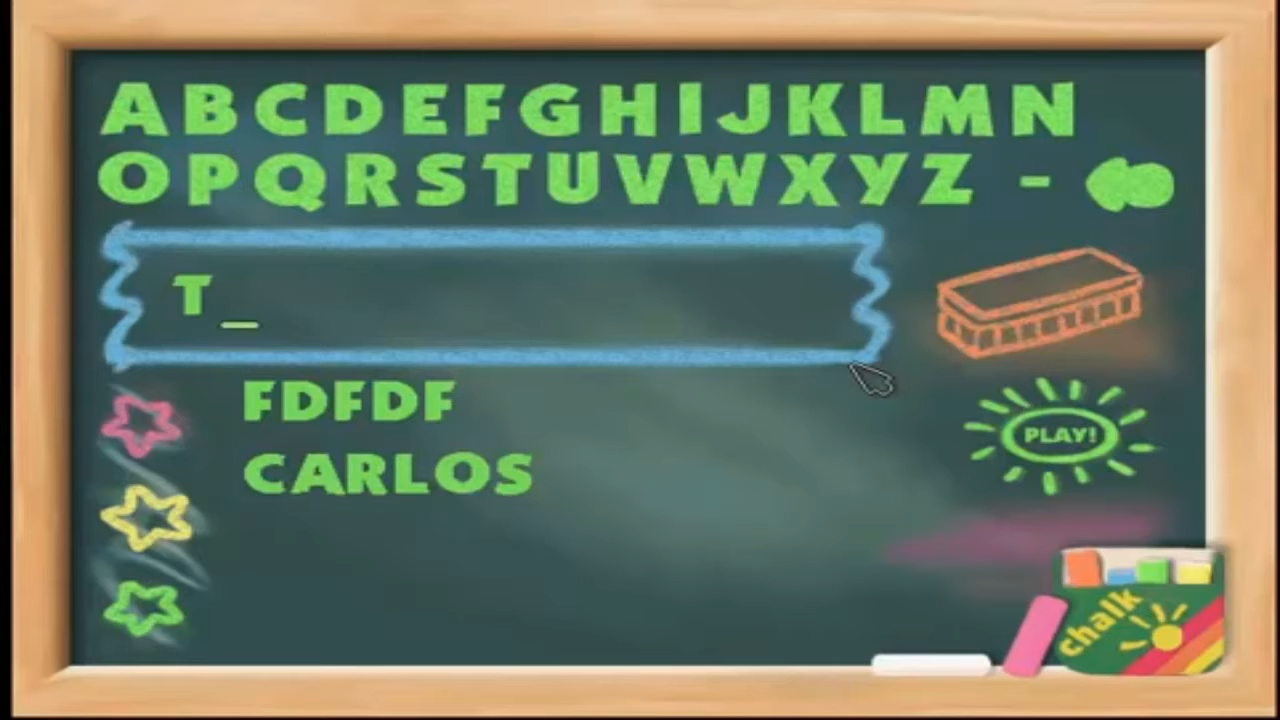 ABCDEFGHIJKLMN
OPQRSTUVWXYZ -
T_
FDFDF
CARLOS
PLAY!
chalk